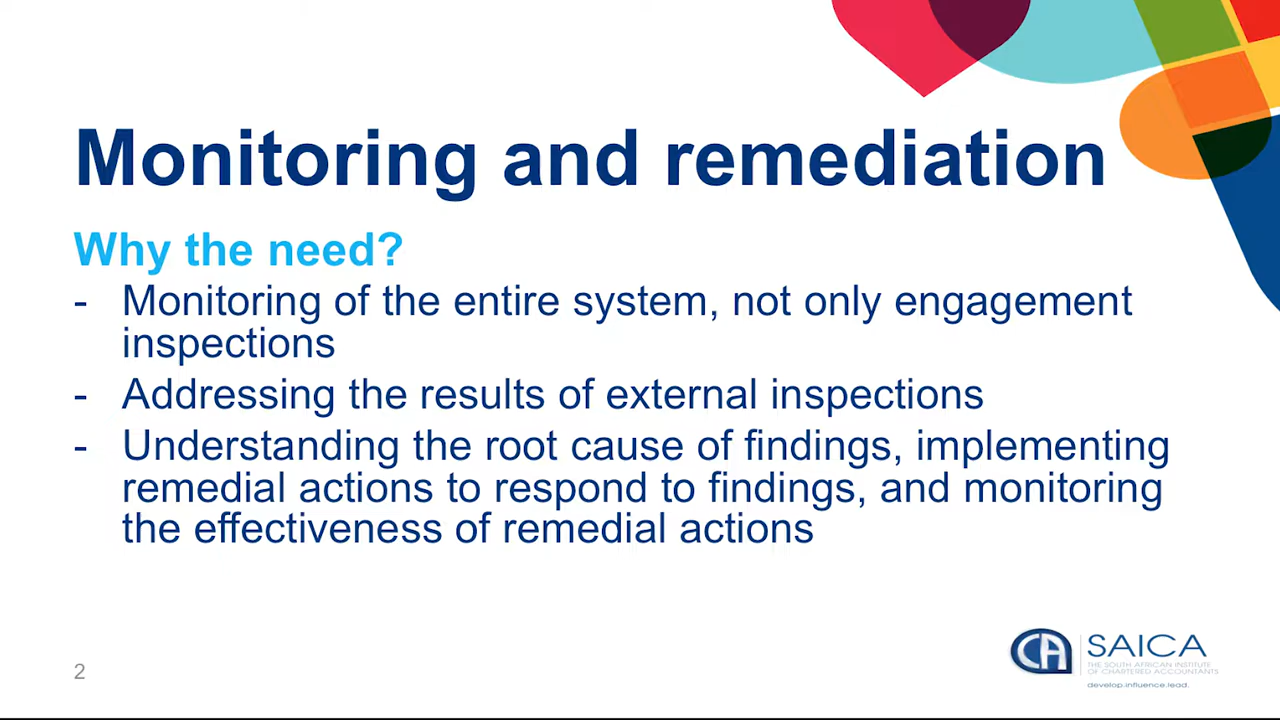 Monitoring and remediation
Why the need?
- Monitoring of the entire system, not only engagement
inspections
- Addressing the results of external inspections
- Understanding the root cause of findings, implementing
remedial actions to respond to findings, and monitoring
the effectiveness of remedial actions
2
CA
SAICA
THE SOUTH AFRICAN INSTITUTE
OF CHARTERED ACCOUNTANTS
develop.influence.lead.